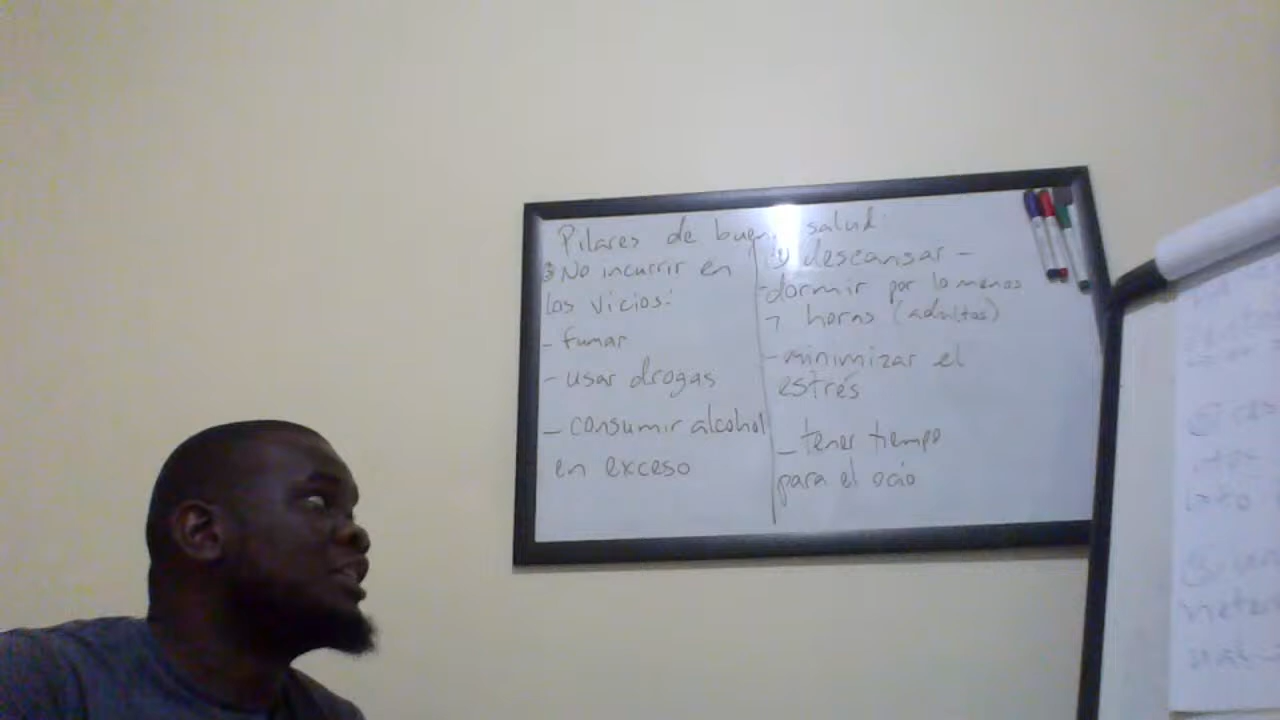 Pilares de buena salud:
③ No incurrir en
los vicios:
- fumar
- usar drogas
- consumir alcohol
en exceso
④ descansar -
-dormir por lo menos
7 horas (adultos)
- minimizar el
estrés
- tener tiempo
para el ocio